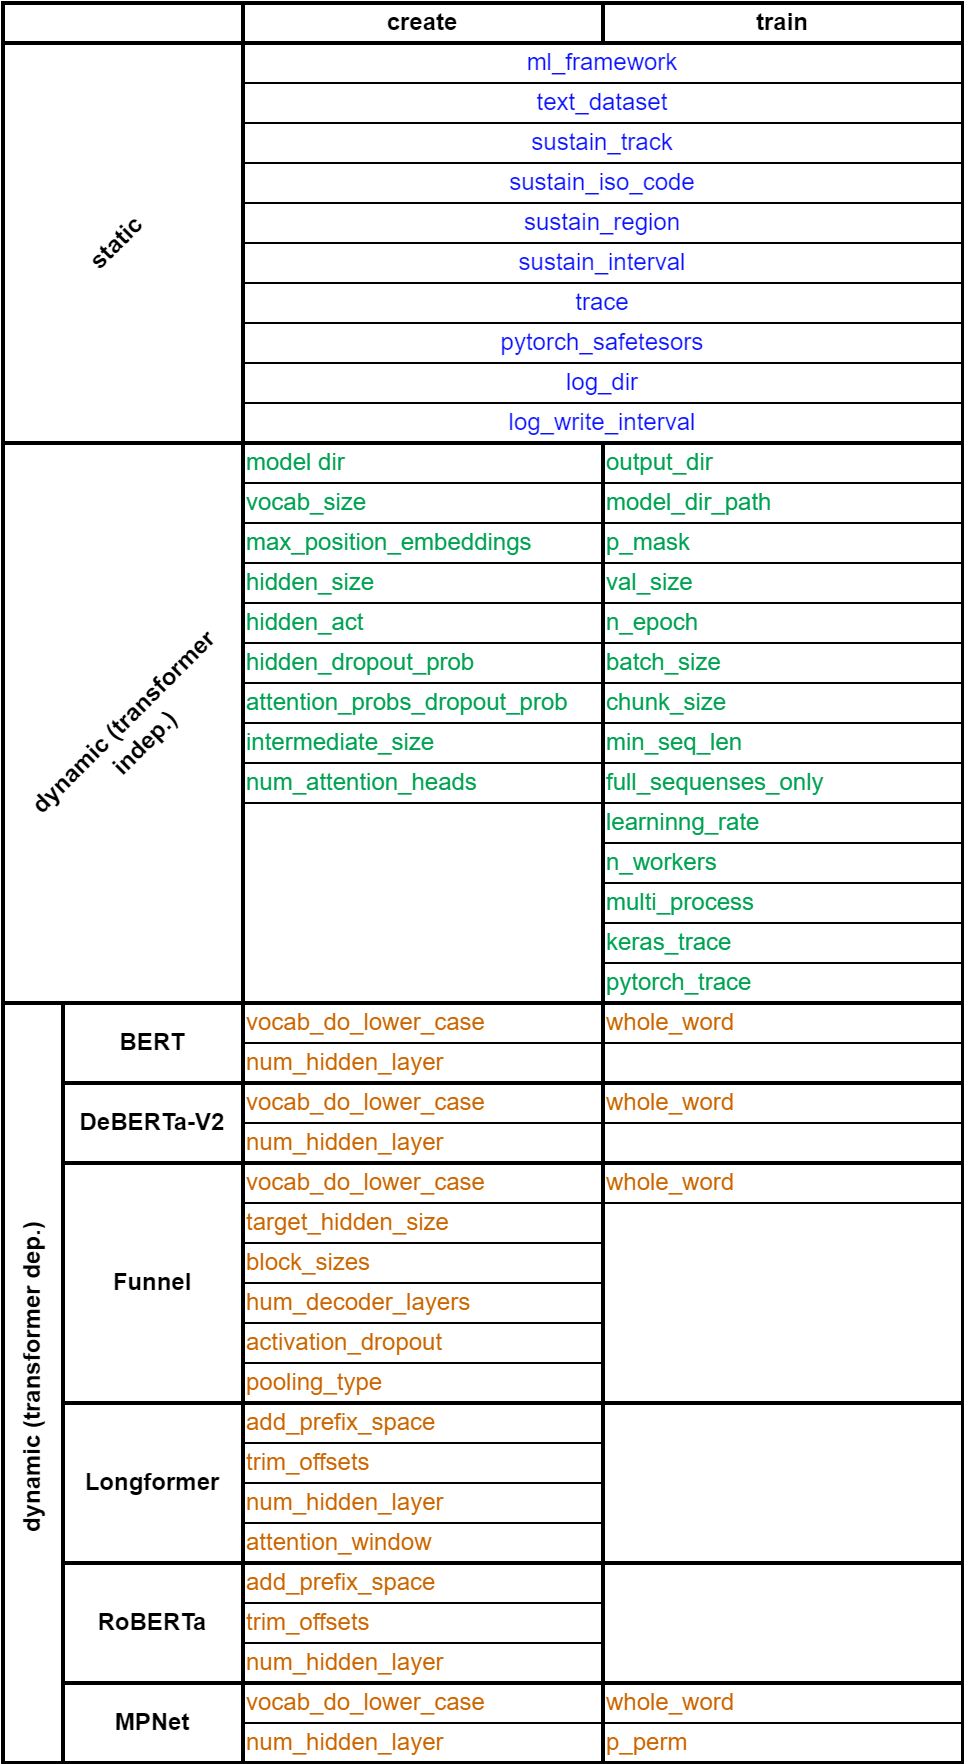 create train
static
ml_framework
text_dataset
sustain_track
sustain_iso_code
sustain_region
sustain_interval
trace
pytorch_safetesors
log_dir
log_write_interval
dynamic (transformer
indep.)
model dir output_dir
vocab_size model_dir_path
max_position_embeddings p_mask
hidden_size val_size
hidden_act n_epoch
hidden_dropout_prob batch_size
attention_probs_dropout_prob chunk_size
intermediate_size min_seq_len
num_attention_heads full_sequenses_only
learninng_rate
n_workers
multi_process
keras_trace
pytorch_trace
dynamic (transformer dep.)
BERT
vocab_do_lower_case whole_word
num_hidden_layer
DeBERTa-V2
vocab_do_lower_case whole_word
num_hidden_layer
Funnel
vocab_do_lower_case whole_word
target_hidden_size
block_sizes
hum_decoder_layers
activation_dropout
pooling_type
Longformer
add_prefix_space
trim_offsets
num_hidden_layer
attention_window
RoBERTa
add_prefix_space
trim_offsets
num_hidden_layer
MPNet
vocab_do_lower_case whole_word
num_hidden_layer p_perm